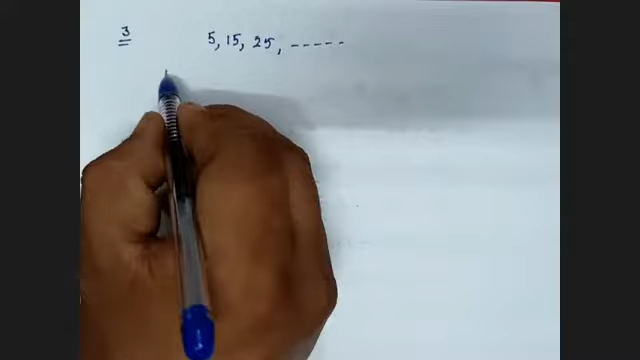 3 5, 15, 25, -----